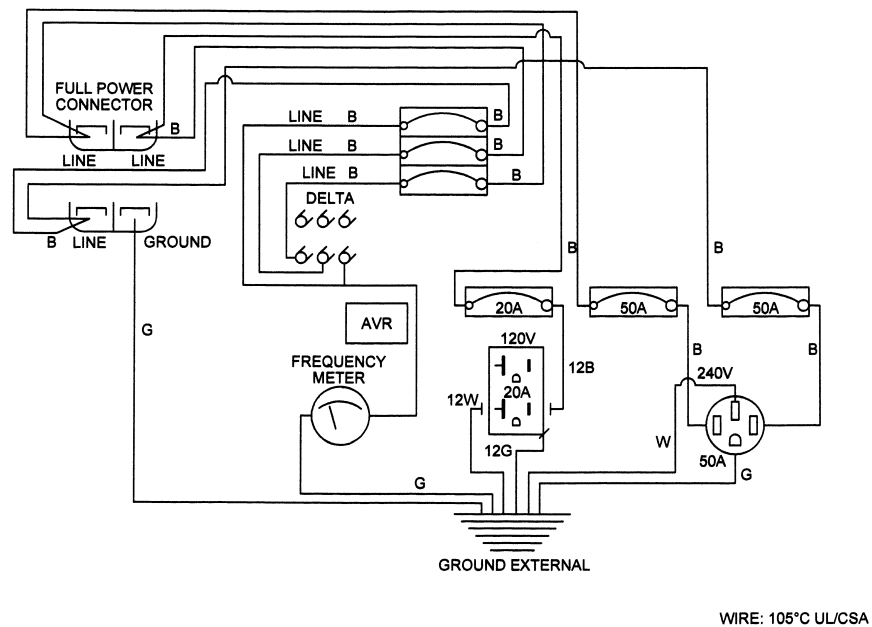 FULL POWER
CONNECTOR
B
LINE LINE
LINE B
B
LINE B
B
LINE B
B
DELTA
B LINE
GROUND
B
B
20A
50A
50A
G
AVR
120V
B
B
FREQUENCY
METER
12B
240V
12W
20A
W
12G
50A
G
G
GROUND EXTERNAL
WIRE: 105°C UL/CSA